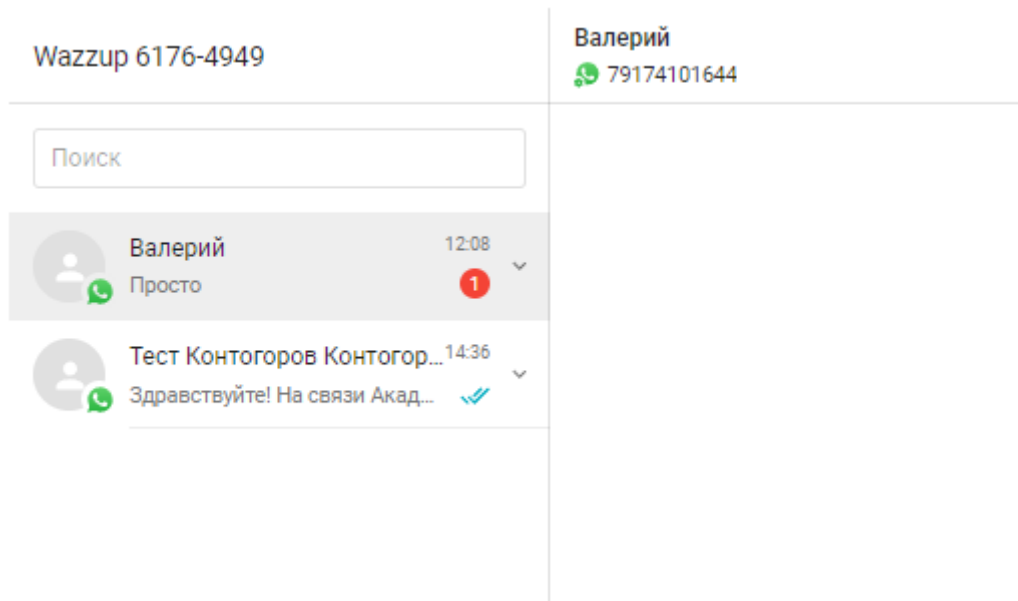 Wazzup 6176-4949
Валерий
79174101644
Поиск
Валерий
12:08
Просто
1
Тест Контогоров Контогор...
14:36
Здравствуйте! На связи Акад...